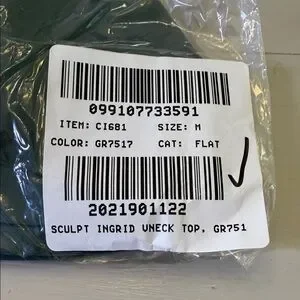 099107733591
ITEM: CI681 SIZE: M
COLOR: GR7517 CAT: FLAT
2021901122
SCULPT INGRID VNECK TOP, GR751